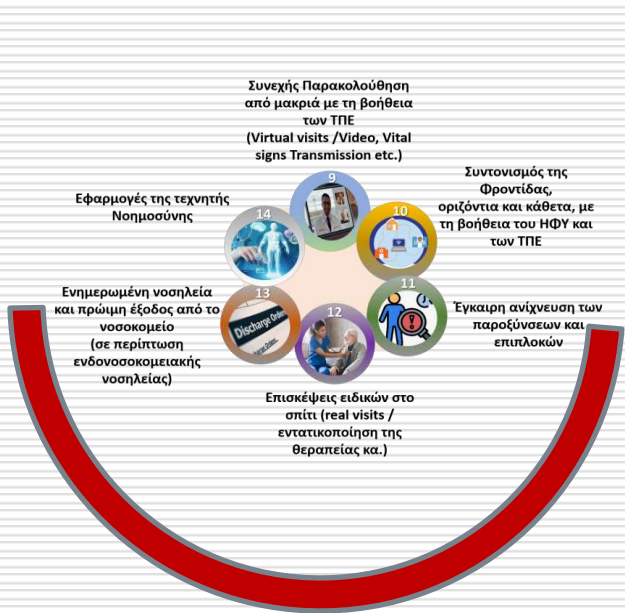 Συνεχής Παρακολούθηση
από μακριά με τη βοήθεια
των ΤΠΕ
(Virtual visits /Video, Vital
signs Transmission etc.)
9
Συντονισμός της
Φροντίδας,
οριζόντια και κάθετα, με
τη βοήθεια του ΗΦΥ και
των ΤΠΕ
10
Έγκαιρη ανίχνευση των
παροξύνσεων και
επιπλοκών
11
12
Επισκέψεις ειδικών στο
σπίτι (real visits /
εντατικοποίηση της
θεραπείας κα.)
Ενημερωμένη νοσηλεία
και πρώιμη έξοδος από το
νοσοκομείο
(σε περίπτωση
ενδονοσοκομειακής
νοσηλείας)
13
Discharge Orders
Εφαρμογές της τεχνητής
Νοημοσύνης
14